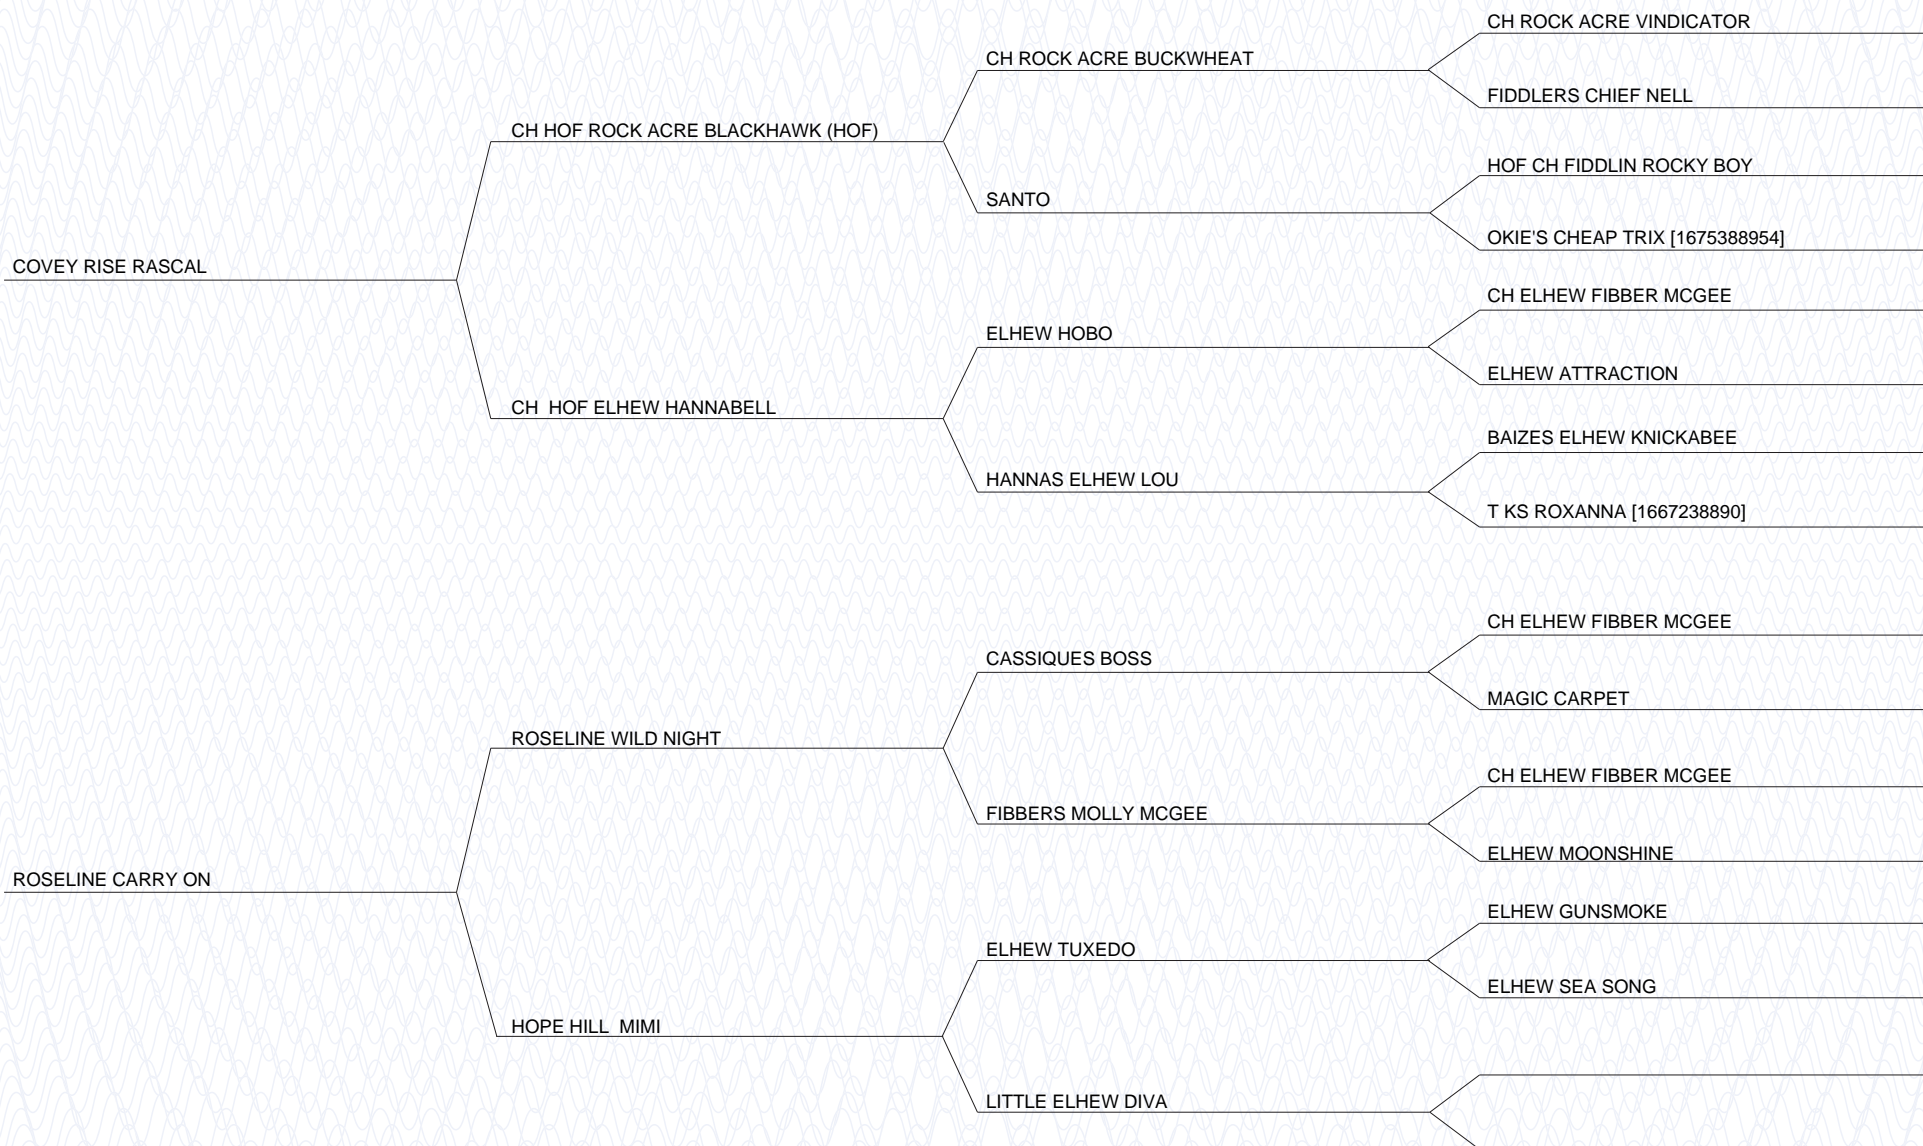 CH ROCK ACRE VINDICATOR
CH ROCK ACRE BUCKWHEAT
FIDDLERS CHIEF NELL
CH HOF ROCK ACRE BLACKHAWK (HOF)
HOF CH FIDDLIN ROCKY BOY
SANTO
OKIE'S CHEAP TRIX [1675388954]
COVEY RISE RASCAL
CH ELHEW FIBBER MCGEE
ELHEW HOBO
ELHEW ATTRACTION
CH  HOF ELHEW HANNABELL
BAIZES ELHEW KNICKABEE
HANNAS ELHEW LOU
T KS ROXANNA [1667238890]
CH ELHEW FIBBER MCGEE
CASSIQUES BOSS
MAGIC CARPET
ROSELINE WILD NIGHT
CH ELHEW FIBBER MCGEE
FIBBERS MOLLY MCGEE
ELHEW MOONSHINE
ROSELINE CARRY ON
ELHEW GUNSMOKE
ELHEW TUXEDO
ELHEW SEA SONG
HOPE HILL  MIMI
LITTLE ELHEW DIVA